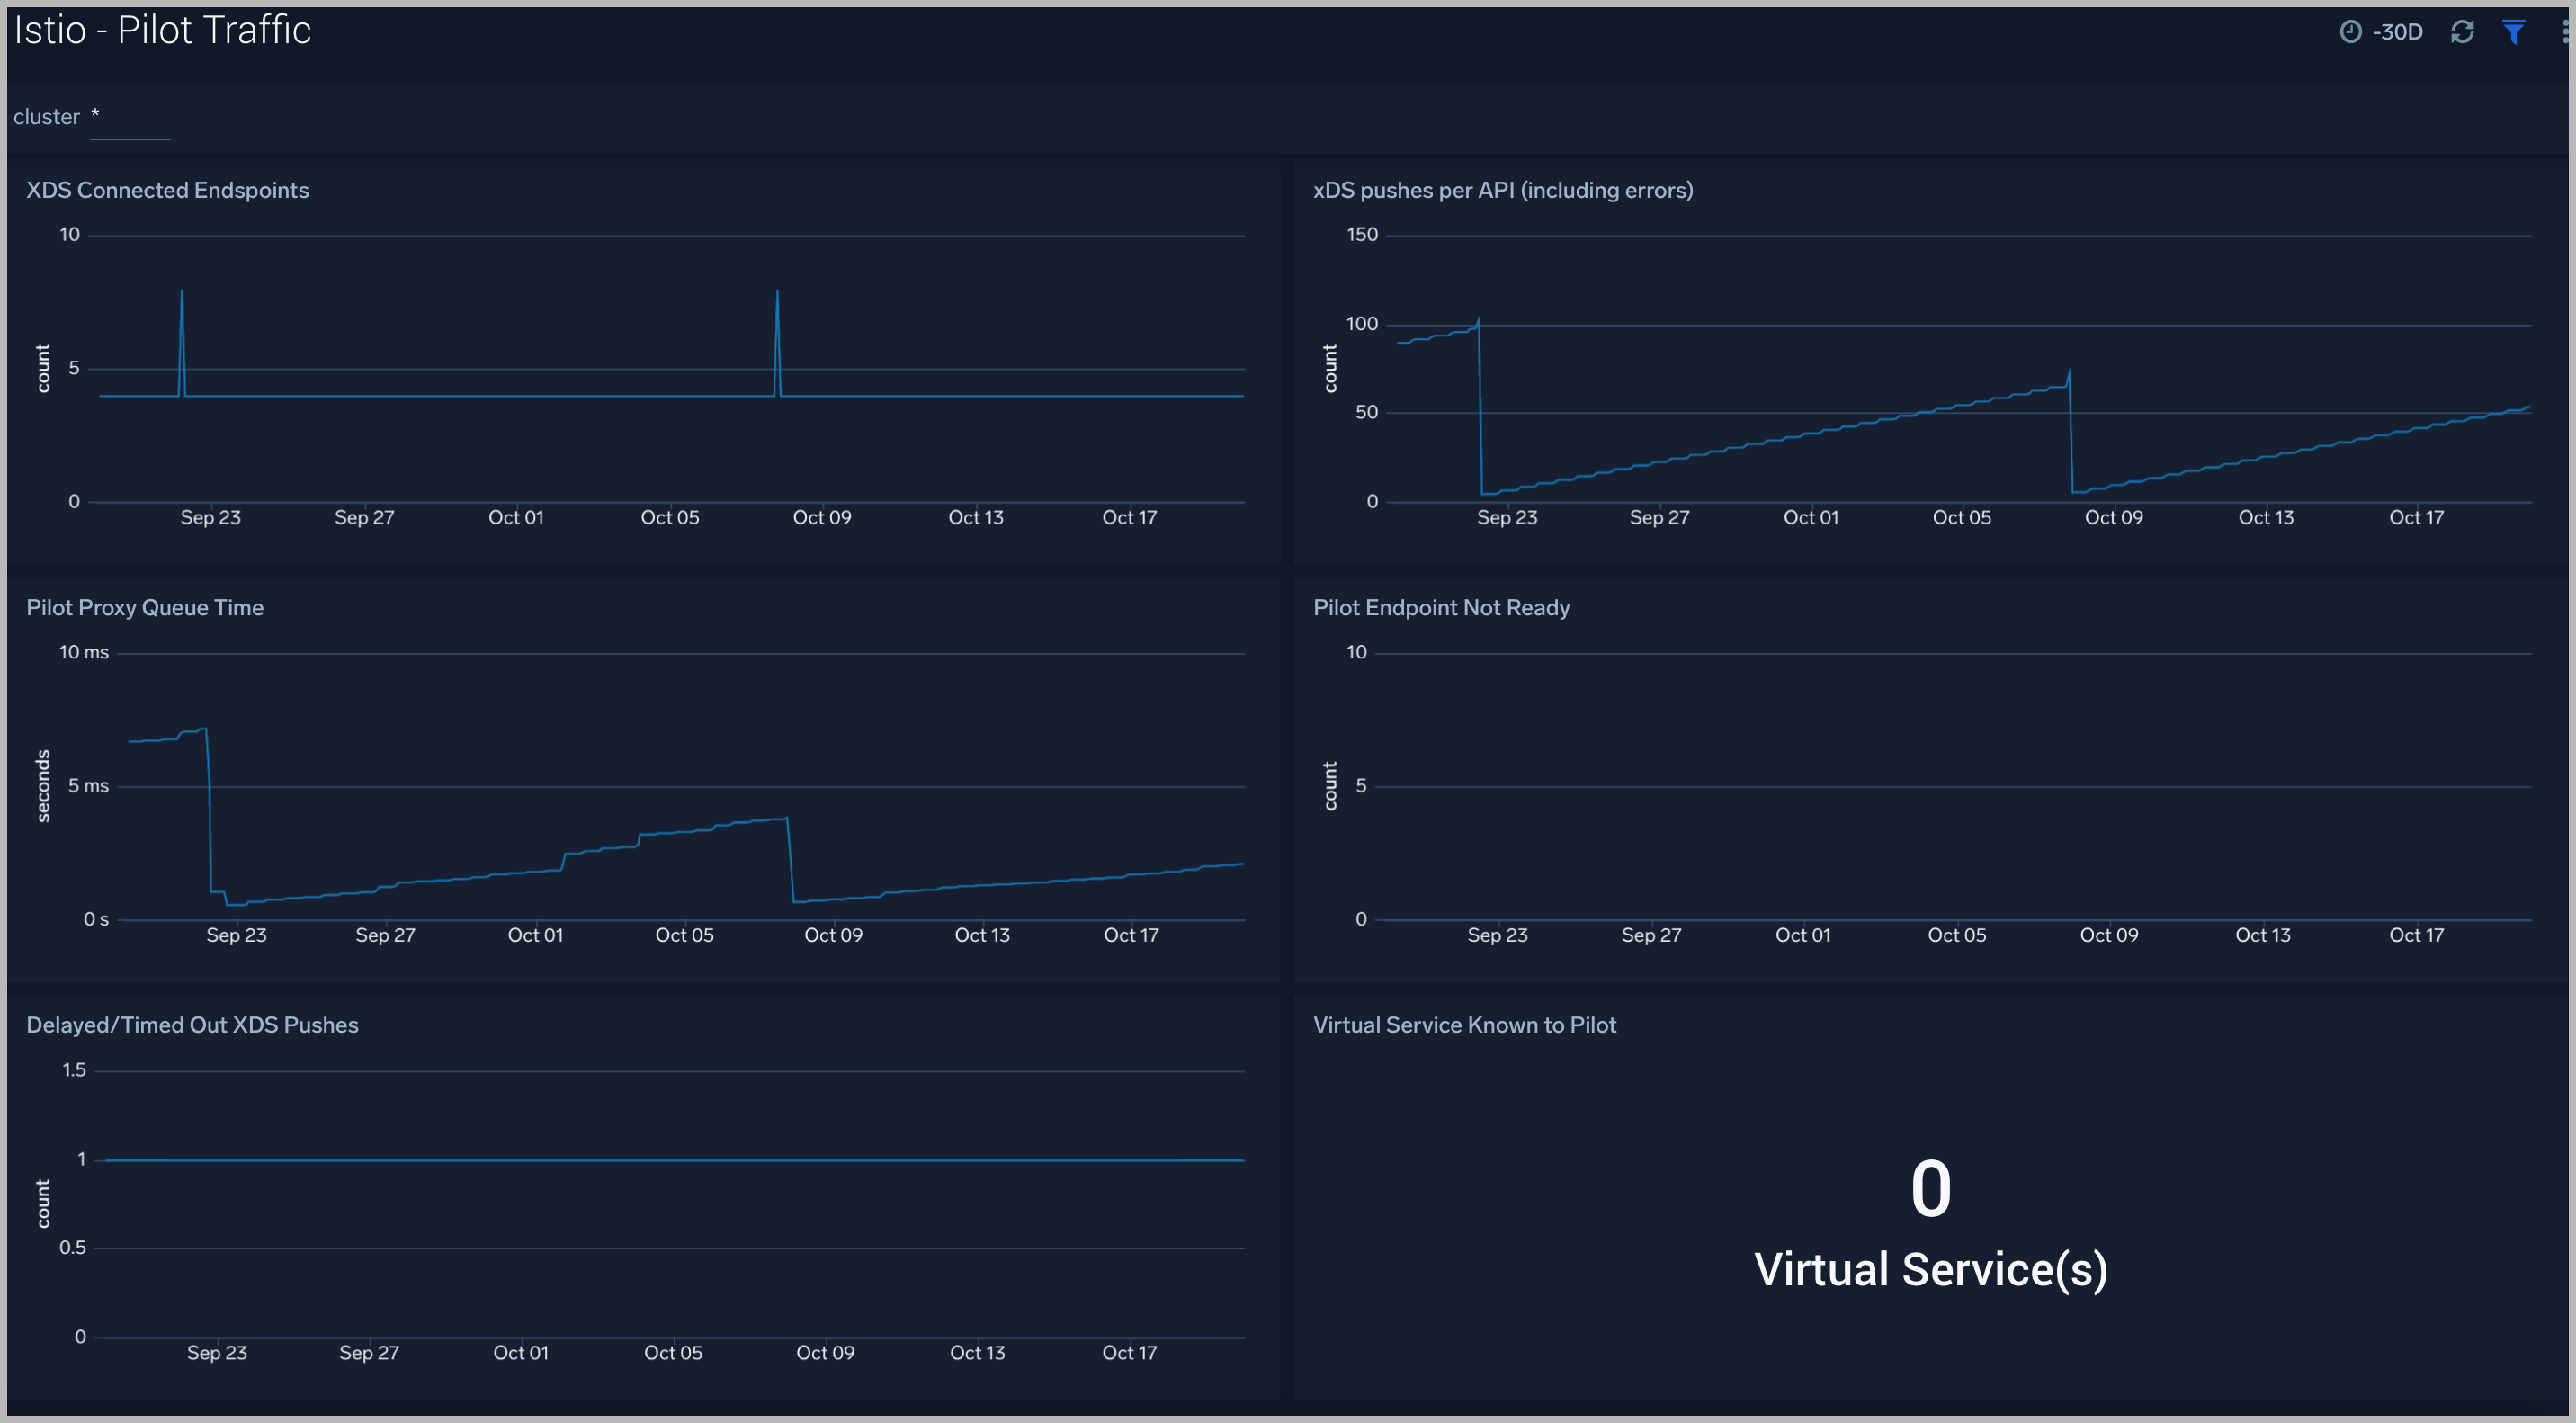 Istio - Pilot Traffic
-30D
cluster *
XDS Connected Endspoints
10
5
0
count
Sep 23 Sep 27 Oct 01 Oct 05 Oct 09 Oct 13 Oct 17
xDS pushes per API (including errors)
150
100
50
0
count
Sep 23 Sep 27 Oct 01 Oct 05 Oct 09 Oct 13 Oct 17
Pilot Proxy Queue Time
10 ms
5 ms
0 s
seconds
Sep 23 Sep 27 Oct 01 Oct 05 Oct 09 Oct 13 Oct 17
Pilot Endpoint Not Ready
10
5
0
count
Sep 23 Sep 27 Oct 01 Oct 05 Oct 09 Oct 13 Oct 17
Delayed/Timed Out XDS Pushes
1.5
1
0.5
0
count
Sep 23 Sep 27 Oct 01 Oct 05 Oct 09 Oct 13 Oct 17
Virtual Service Known to Pilot
0
Virtual Service(s)